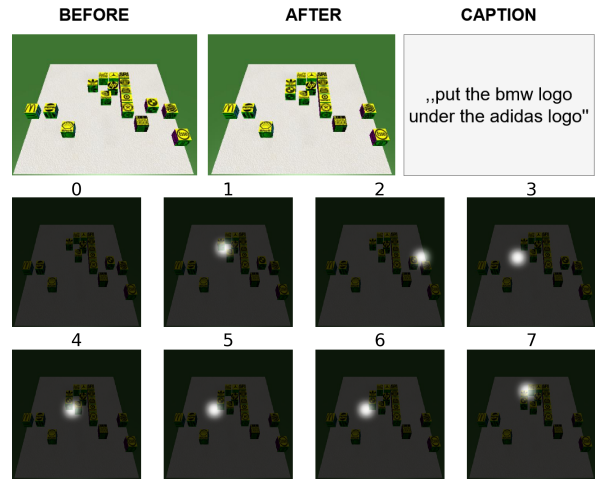 BEFORE
AFTER
CAPTION
,,put the bmw logo
under the adidas logo"
0
1
2
3
4
5
6
7